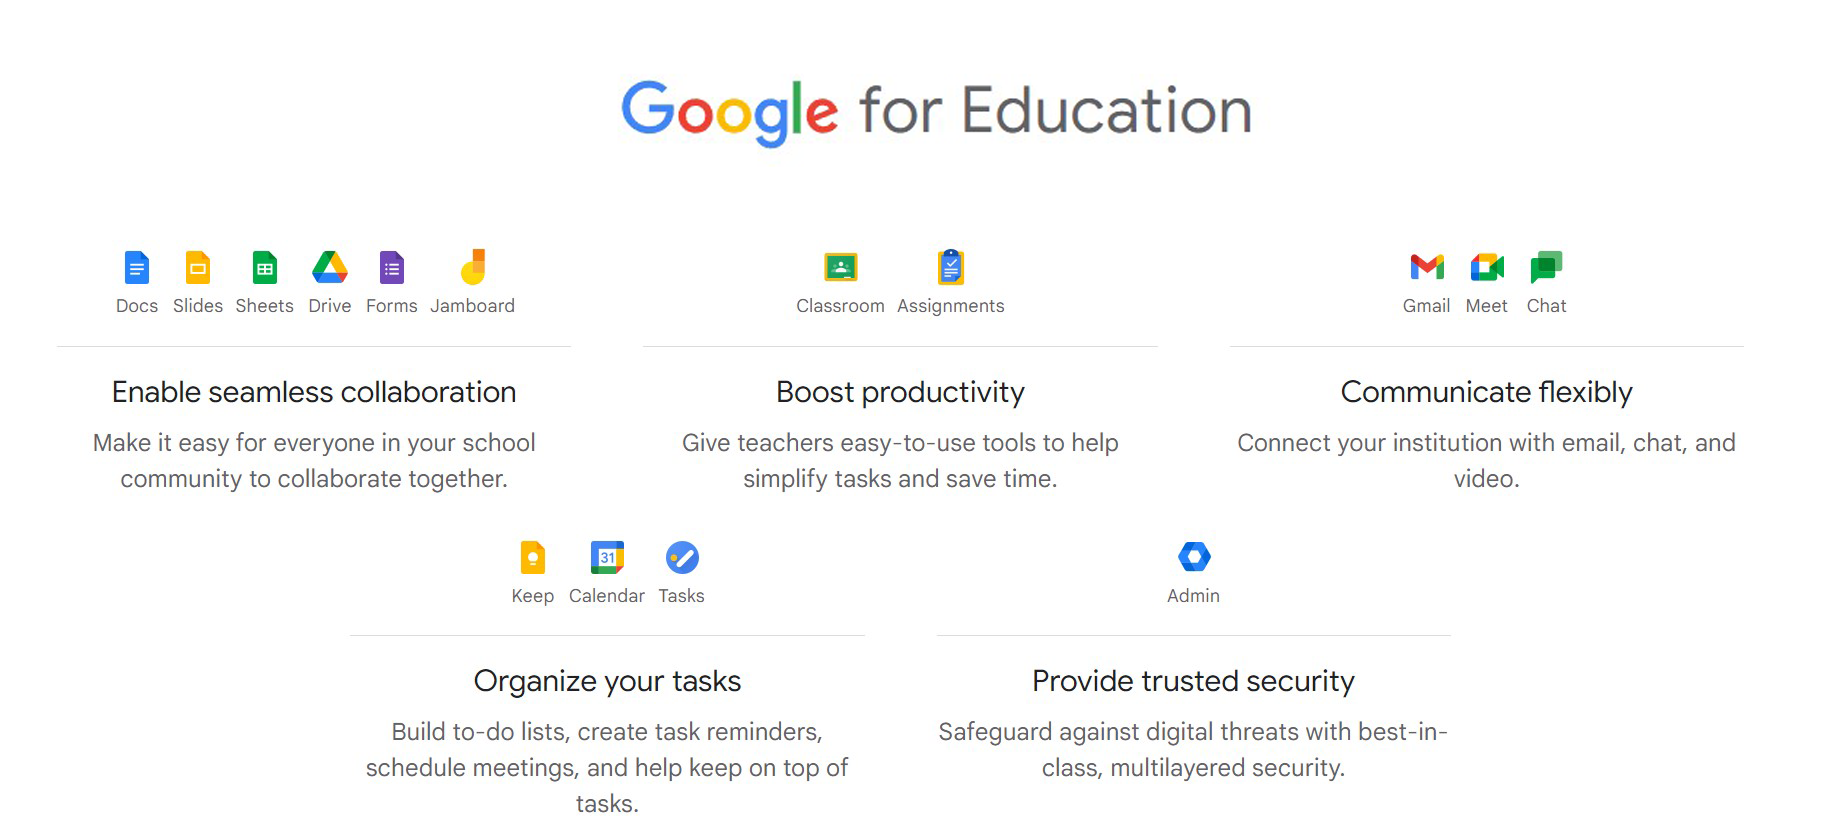 Google for Education
Docs Slides Sheets Drive Forms Jamboard
Enable seamless collaboration
Make it easy for everyone in your school
community to collaborate together.
Classroom Assignments
Boost productivity
Give teachers easy-to-use tools to help
simplify tasks and save time.
Gmail Meet Chat
Communicate flexibly
Connect your institution with email, chat, and
video.
31
Keep Calendar Tasks
Organize your tasks
Build to-do lists, create task reminders,
schedule meetings, and help keep on top of
tasks.
Admin
Provide trusted security
Safeguard against digital threats with best-in-
class, multilayered security.